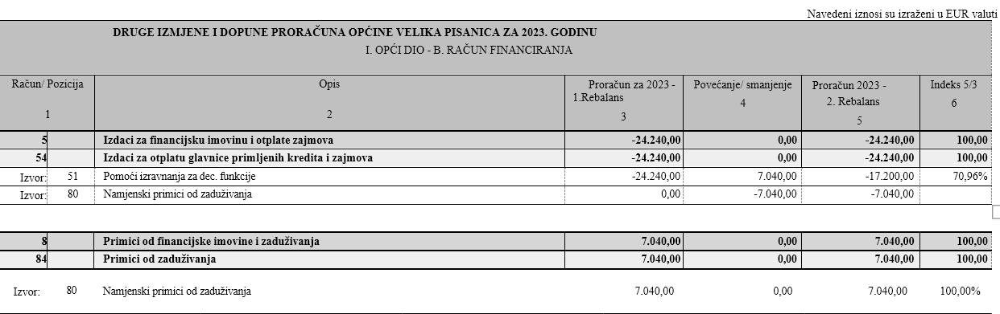 Navedeni iznosi su izraženi u EUR valuti
DRUGE IZMJENE I DOPUNE PRORAČUNA OPĆINE VELIKA PISANICA ZA 2023. GODINU
I. OPĆI DIO - B. RAČUN FINANCIRANJA
Račun/ Pozicija Opis Proračun za 2023 - 1.Rebalans Povećanje/ smanjenje Proračun 2023 - 2. Rebalans Indeks 5/3
1 2 3 4 5 6
5 Izdaci za financijsku imovinu i otplate zajmova -24.240,00 0,00 -24.240,00 100,00
54 Izdaci za otplatu glavnice primljenih kredita i zajmova -24.240,00 0,00 -24.240,00 100,00
Izvor: 51 Pomoći izravnanja za dec. funkcije -24.240,00 7.040,00 -17.200,00 70,96%
Izvor: 80 Namjenski primici od zaduživanja 0,00 -7.040,00 -7.040,00
8 Primici od financijske imovine i zaduživanja 7.040,00 0,00 7.040,00 100,00
84 Primici od zaduživanja 7.040,00 0,00 7.040,00 100,00
Izvor: 80 Namjenski primici od zaduživanja 7.040,00 0,00 7.040,00 100,00%